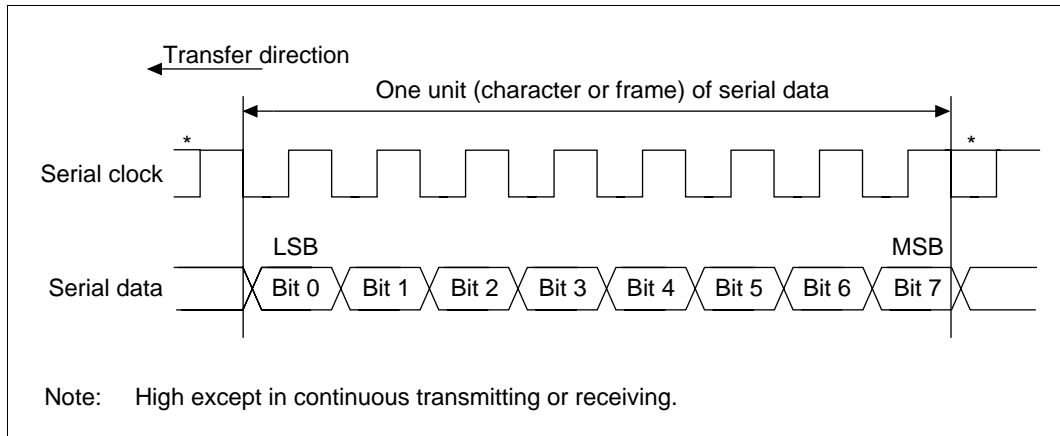 Transfer direction
One unit (character or frame) of serial data
* *
Serial clock
LSB MSB
Serial data Bit 0 Bit 1 Bit 2 Bit 3 Bit 4 Bit 5 Bit 6 Bit 7
Note: High except in continuous transmitting or receiving.